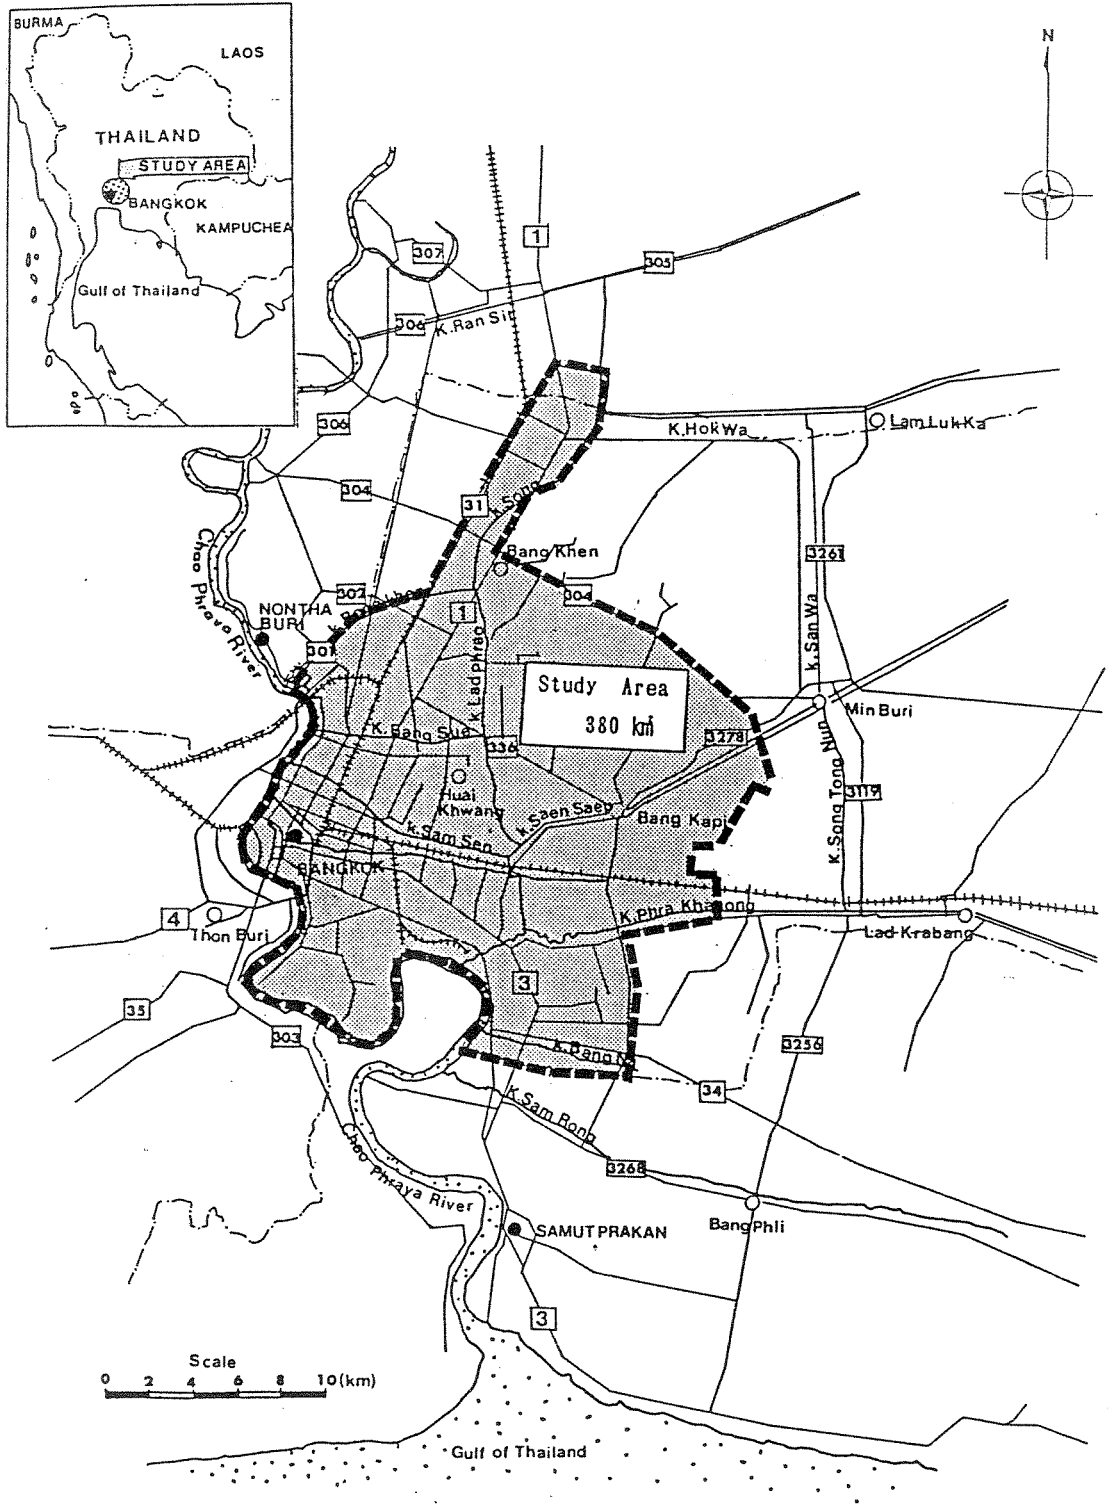 BURMA
LAOS
THAILAND
STUDY AREA
BANGKOK
KAMPUCHEA
Gulf of Thailand
N
1
307
305
306
K.Ran Sit
306
K.Hok Wa
Lam Luk Ka
304
31
k.Song
Bang Khen
3261
302
304
Chao Phraya River
NONTHA
BURI
1
K.San Wa
301
k Lad Phrao
Study Area
380 km²
Min Buri
K.Bang Sue
336
3278
Huai
Khwang
K.Song Tong Nun
3119
k.Saen Saep
Bang Kapi
k.Sam Sen
BANGKOK
4
Thon Buri
K.Phra Khanong
Lad Krabang
3
35
303
K.Bang Na
3256
34
K.Sam Rong
Chao Phraya River
3268
Bang Phli
SAMUT PRAKAN
3
Scale
0 2 4 6 8 10(km)
Gulf of Thailand